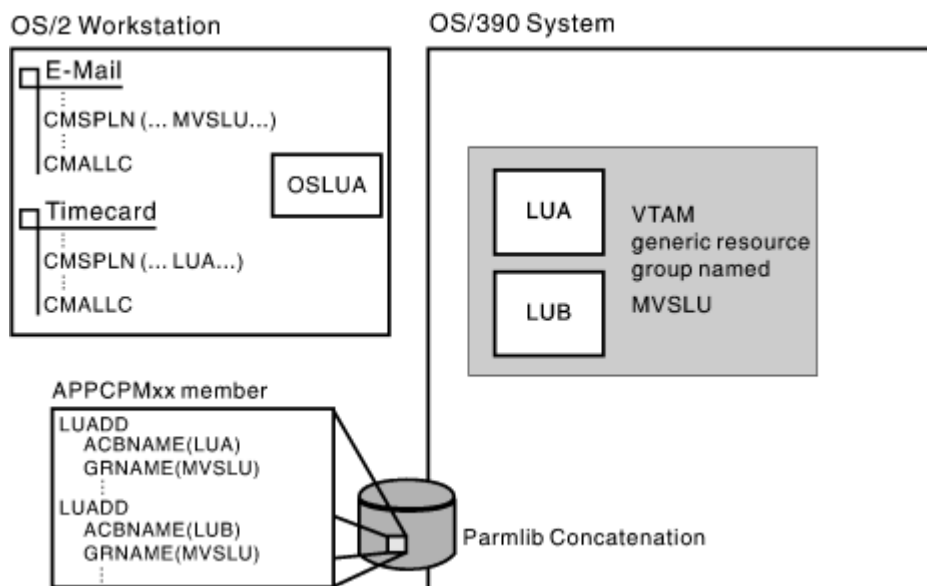 OS/2 Workstation
E-Mail
CMSPLN (... MVSLU...)
CMALLC
OSLUA
Timecard
CMSPLN (... LUA...)
CMALLC
OS/390 System
LUA
LUB
VTAM
generic resource
group named
MVSLU
APPCPMxx member
LUADD
ACBNAME(LUA)
GRNAME(MVSLU)
LUADD
ACBNAME(LUB)
GRNAME(MVSLU)
Parmlib Concatenation